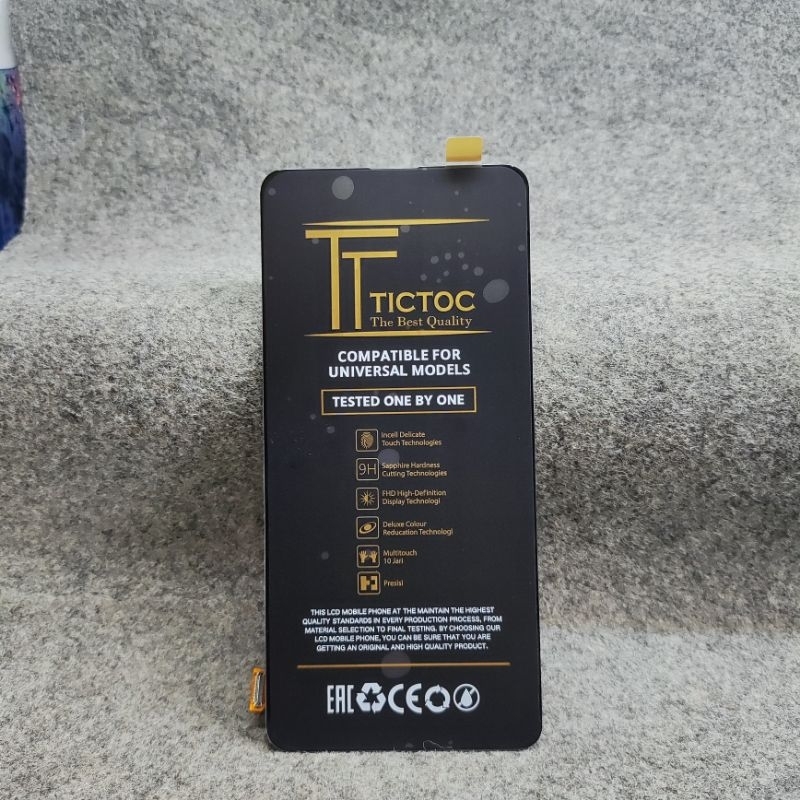 TT
TICTOC
The Best Quality
COMPATIBLE FOR
UNIVERSAL MODELS
TESTED ONE BY ONE
Incell Delicate
Touch Technologies
9H
Sapphire Hardness
Cutting Technologies
FHD High-Definition
Display Technologi
Deluxe Colour
Reducation Technologi
Multitouch
10 Jari
Presisi
THIS LCD MOBILE PHONE AT THE MAINTAIN THE HIGHEST
QUALITY STANDARDS IN EVERY PRODUCTION PROCESS, FROM
MATERIAL SELECTION TO FINAL TESTING. BY CHOOSING OUR
LCD MOBILE PHONE, YOU CAN BE SURE THAT YOU ARE
GETTING AN ORIGINAL AND HIGH QUALITY PRODUCT.
EAC CE